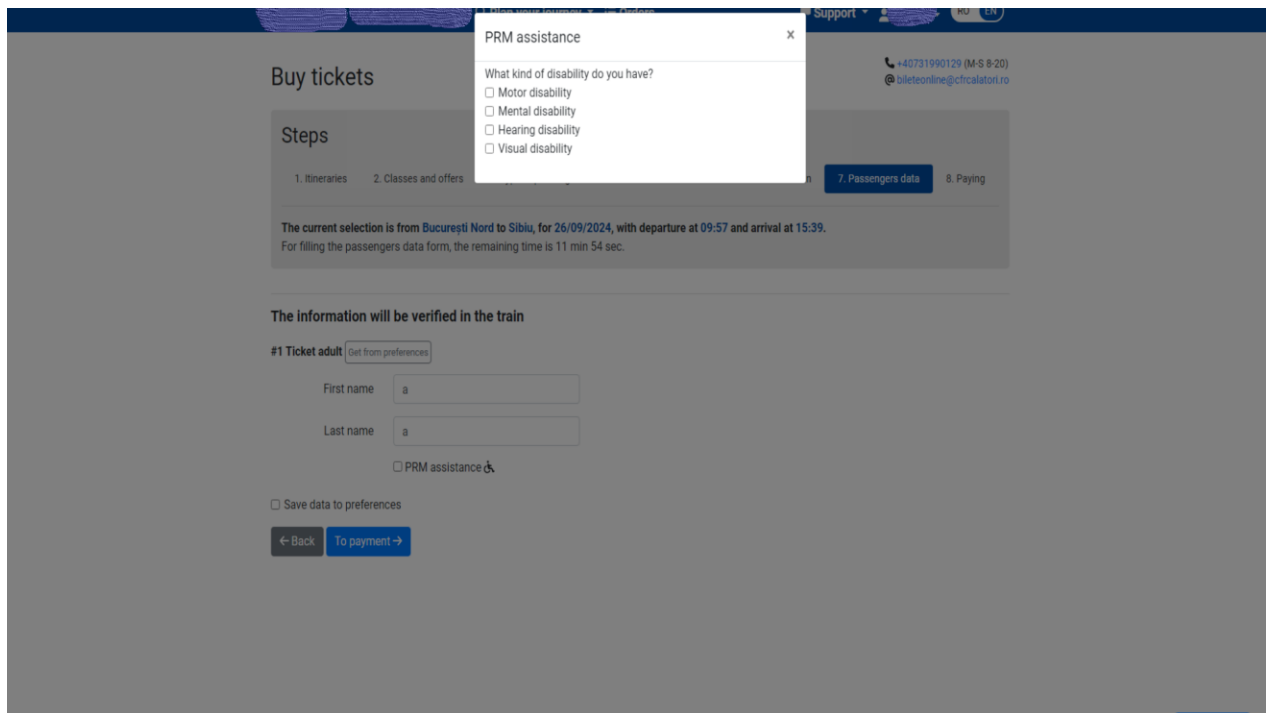 Plan your journey Orders Support RO EN
PRM assistance x
What kind of disability do you have?
Motor disability
Mental disability
Hearing disability
Visual disability
Buy tickets
+40731990129 (M-S 8-20)
@ bileteonline@cfrcalatori.ro
Steps
1. Itineraries 2. Classes and offers 7. Passengers data 8. Paying
The current selection is from București Nord to Sibiu, for 26/09/2024, with departure at 09:57 and arrival at 15:39.
For filling the passengers data form, the remaining time is 11 min 54 sec.
The information will be verified in the train
#1 Ticket adult Get from preferences
First name a
Last name a
PRM assistance
Save data to preferences
← Back To payment →